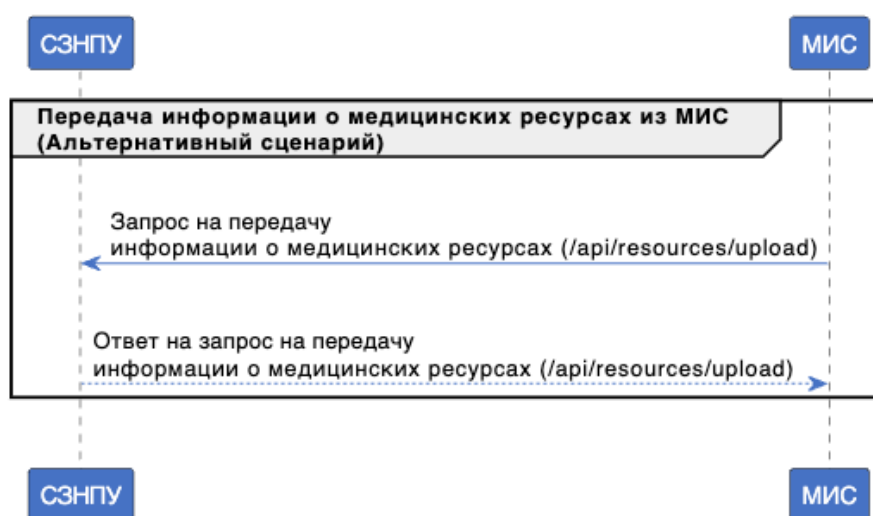 СЗНПУ
МИС
Передача информации о медицинских ресурсах из МИС
(Альтернативный сценарий)
Запрос на передачу
информации о медицинских ресурсах (/api/resources/upload)
Ответ на запрос на передачу
информации о медицинских ресурсах (/api/resources/upload)
СЗНПУ
МИС